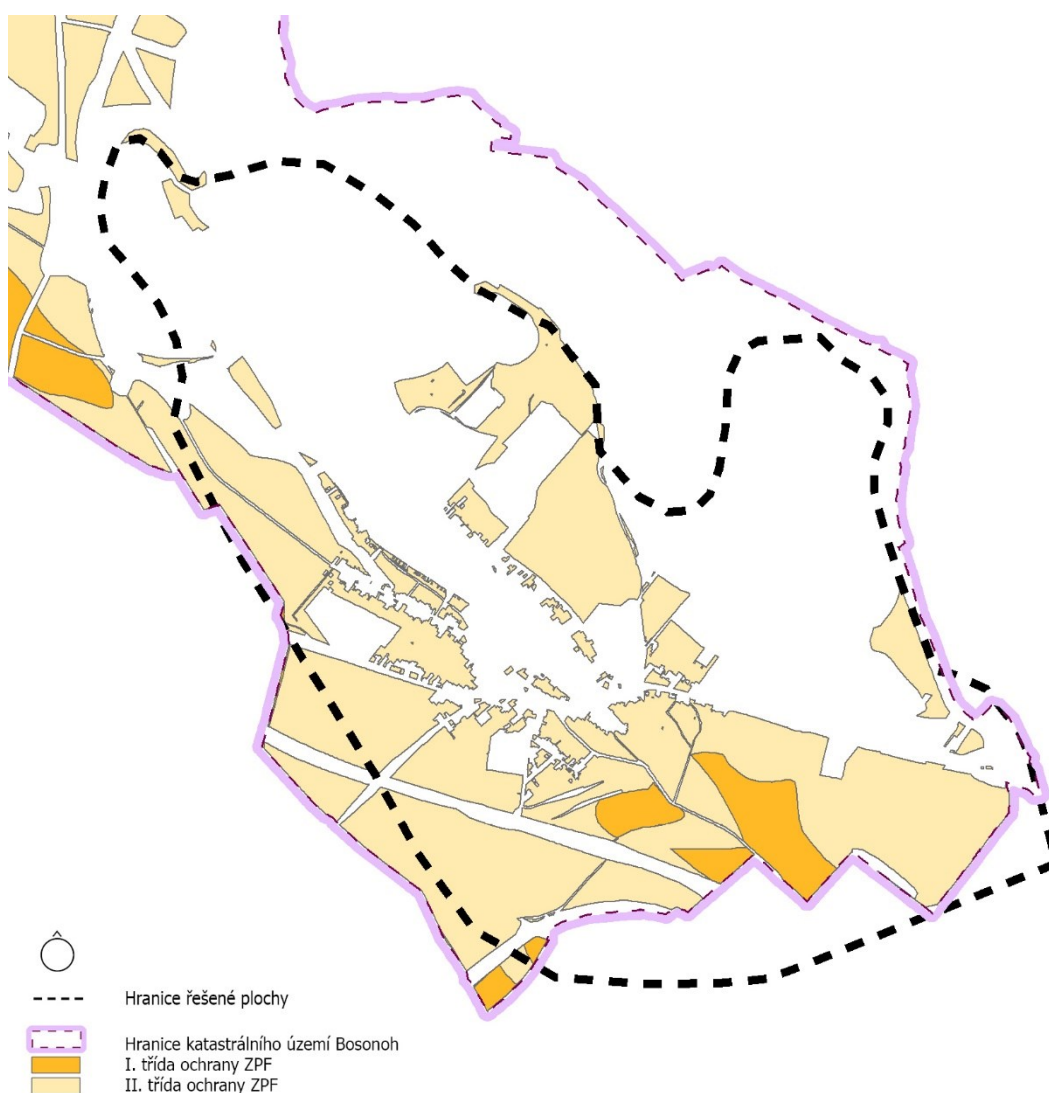 Hranice řešené plochy
Hranice katastrálního území Bosonoh
I. třída ochrany ZPF
II. třída ochrany ZPF